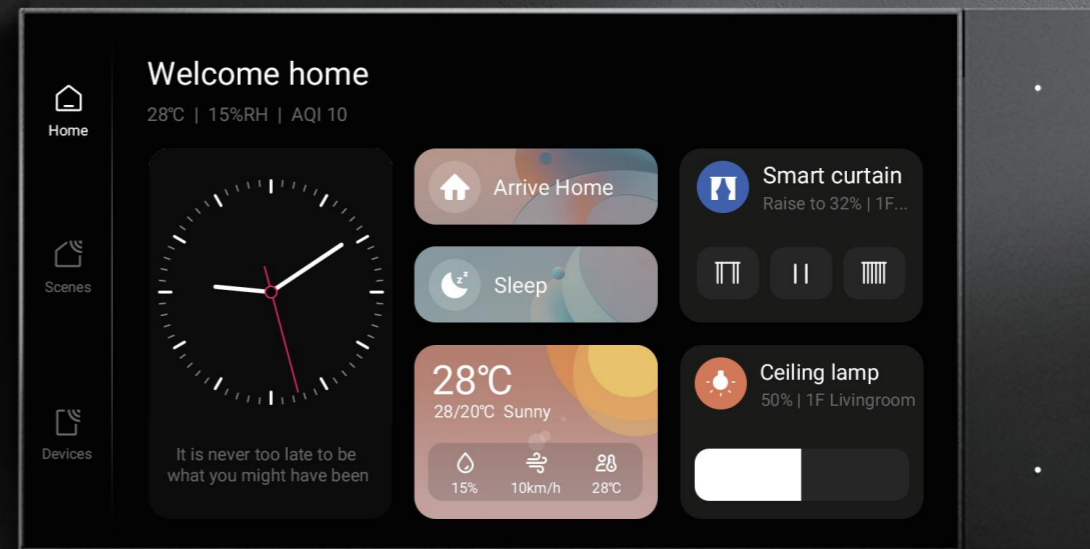 Welcome home
28℃ | 15%RH | AQI 10
Home
Scenes
Devices
It is never too late to be
what you might have been
Arrive Home
Sleep
28℃
28/20℃ Sunny
15% 10km/h 28℃
Smart curtain
Raise to 32% | 1F...
Ceiling lamp
50% | 1F Livingroom